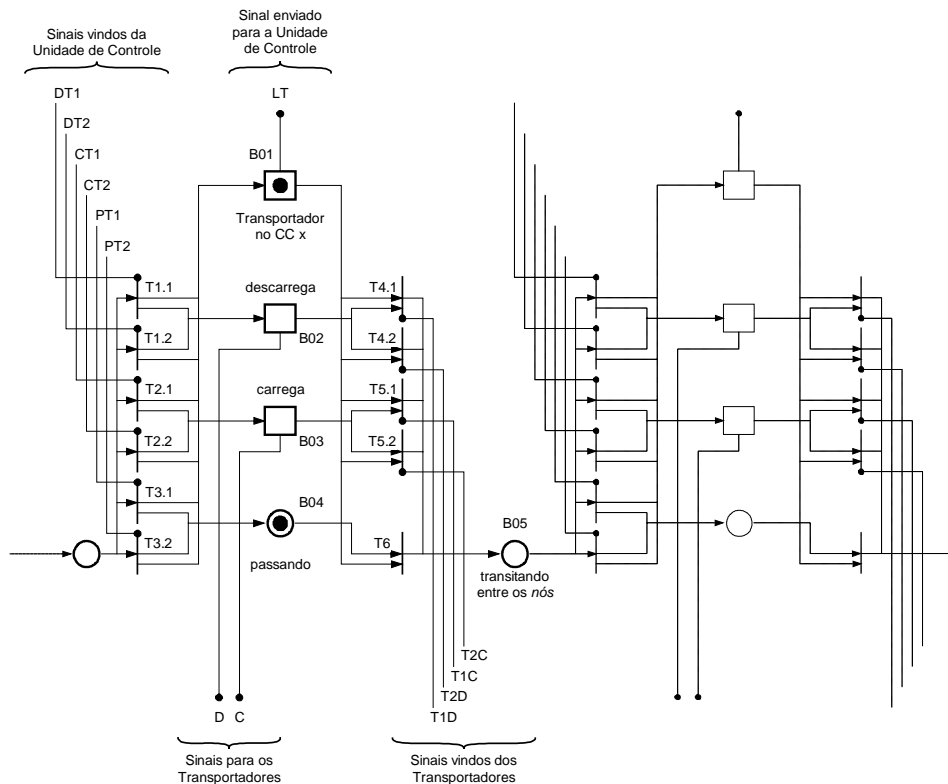 Sinais vindos da
Unidade de Controle
Sinal enviado
para a Unidade
de Controle
DT1
LT
DT2
CT1
B01
CT2
PT1
Transportador
no CC x
PT2
T1.1
descarrega
T4.1
T1.2
B02
T4.2
T2.1
carrega
T5.1
T2.2
B03
T5.2
T3.1
B04
T3.2
T6
B05
passando
transitando
entre os nós
T2C
T1C
T2D
D C
T1D
Sinais para os
Transportadores
Sinais vindos dos
Transportadores